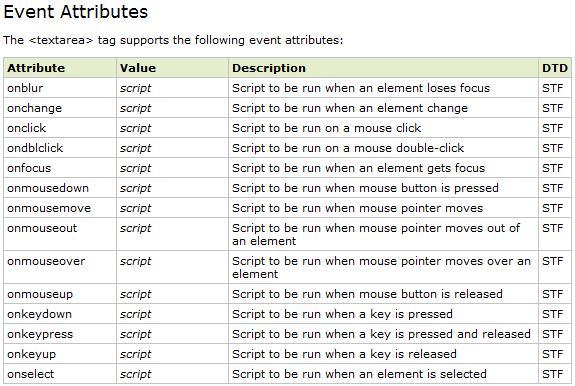 Event Attributes
The <textarea> tag supports the following event attributes:
Attribute Value Description DTD
onblur script Script to be run when an element loses focus STF
onchange script Script to be run when an element change STF
onclick script Script to be run on a mouse click STF
ondblclick script Script to be run on a mouse double-click STF
onfocus script Script to be run when an element gets focus STF
onmousedown script Script to be run when mouse button is pressed STF
onmousemove script Script to be run when mouse pointer moves STF
onmouseout script Script to be run when mouse pointer moves out of STF
an element
onmouseover script Script to be run when mouse pointer moves over an STF
element
onmouseup script Script to be run when mouse button is released STF
onkeydown script Script to be run when a key is pressed STF
onkeypress script Script to be run when a key is pressed and released STF
onkeyup script Script to be run when a key is released STF
onselect script Script to be run when an element is selected STF